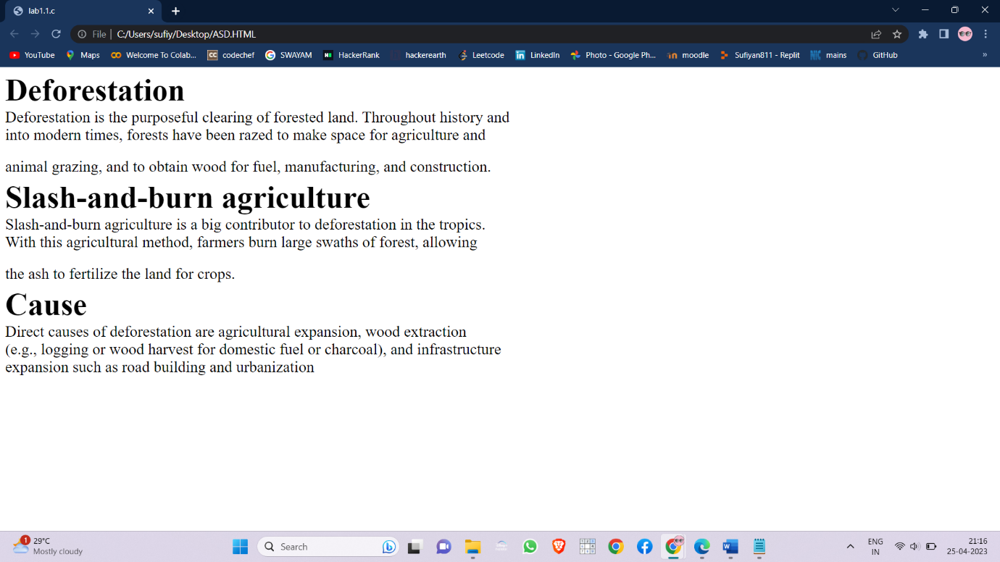 lab1.1.c
File | C:/Users/sufiy/Desktop/ASD.HTML
YouTube Maps Welcome To Colab... codechef SWAYAM HackerRank hackerearth Leetcode LinkedIn Photo - Google Ph... moodle Sufiyan811 - Replit mains GitHub »
Deforestation
Deforestation is the purposeful clearing of forested land. Throughout history and
into modern times, forests have been razed to make space for agriculture and
animal grazing, and to obtain wood for fuel, manufacturing, and construction.
Slash-and-burn agriculture
Slash-and-burn agriculture is a big contributor to deforestation in the tropics.
With this agricultural method, farmers burn large swaths of forest, allowing
the ash to fertilize the land for crops.
Cause
Direct causes of deforestation are agricultural expansion, wood extraction
(e.g., logging or wood harvest for domestic fuel or charcoal), and infrastructure
expansion such as road building and urbanization
1 29°C
Mostly cloudy
Search
ENG
IN
21:16
25-04-2023